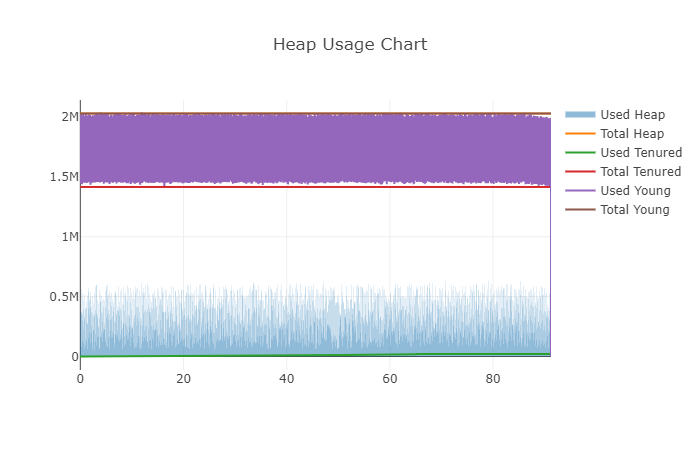 Heap Usage Chart
2M
1.5M
1M
0.5M
0
0
20
40
60
80
Used Heap
Total Heap
Used Tenured
Total Tenured
Used Young
Total Young